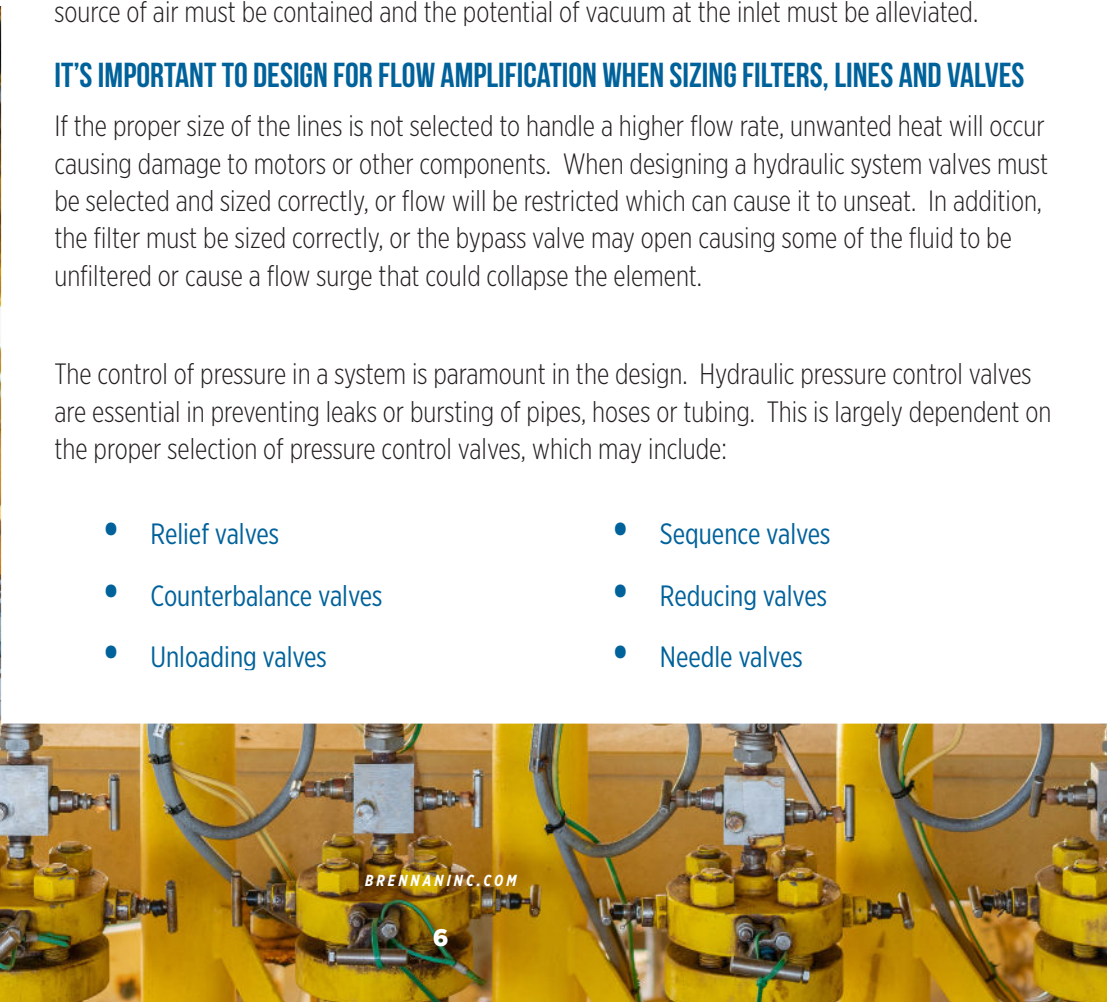 source of air must be contained and the potential of vacuum at the inlet must be alleviated.
IT'S IMPORTANT TO DESIGN FOR FLOW AMPLIFICATION WHEN SIZING FILTERS, LINES AND VALVES
If the proper size of the lines is not selected to handle a higher flow rate, unwanted heat will occur
causing damage to motors or other components.  When designing a hydraulic system valves must
be selected and sized correctly, or flow will be restricted which can cause it to unseat.  In addition,
the filter must be sized correctly, or the bypass valve may open causing some of the fluid to be
unfiltered or cause a flow surge that could collapse the element.
The control of pressure in a system is paramount in the design.  Hydraulic pressure control valves
are essential in preventing leaks or bursting of pipes, hoses or tubing.  This is largely dependent on
the proper selection of pressure control valves, which may include:
• Relief valves
• Counterbalance valves
• Unloading valves
• Sequence valves
• Reducing valves
• Needle valves
BRENNANINC.COM
6